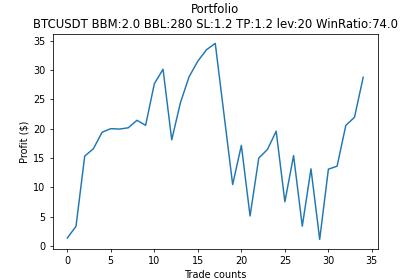 Portfolio
BTCUSDT BBM:2.0 BBL:280 SL:1.2 TP:1.2 lev:20 WinRatio:74.0
35
30
25
20
15
10
5
0
Profit ($)
0 5 10 15 20 25 30 35
Trade counts